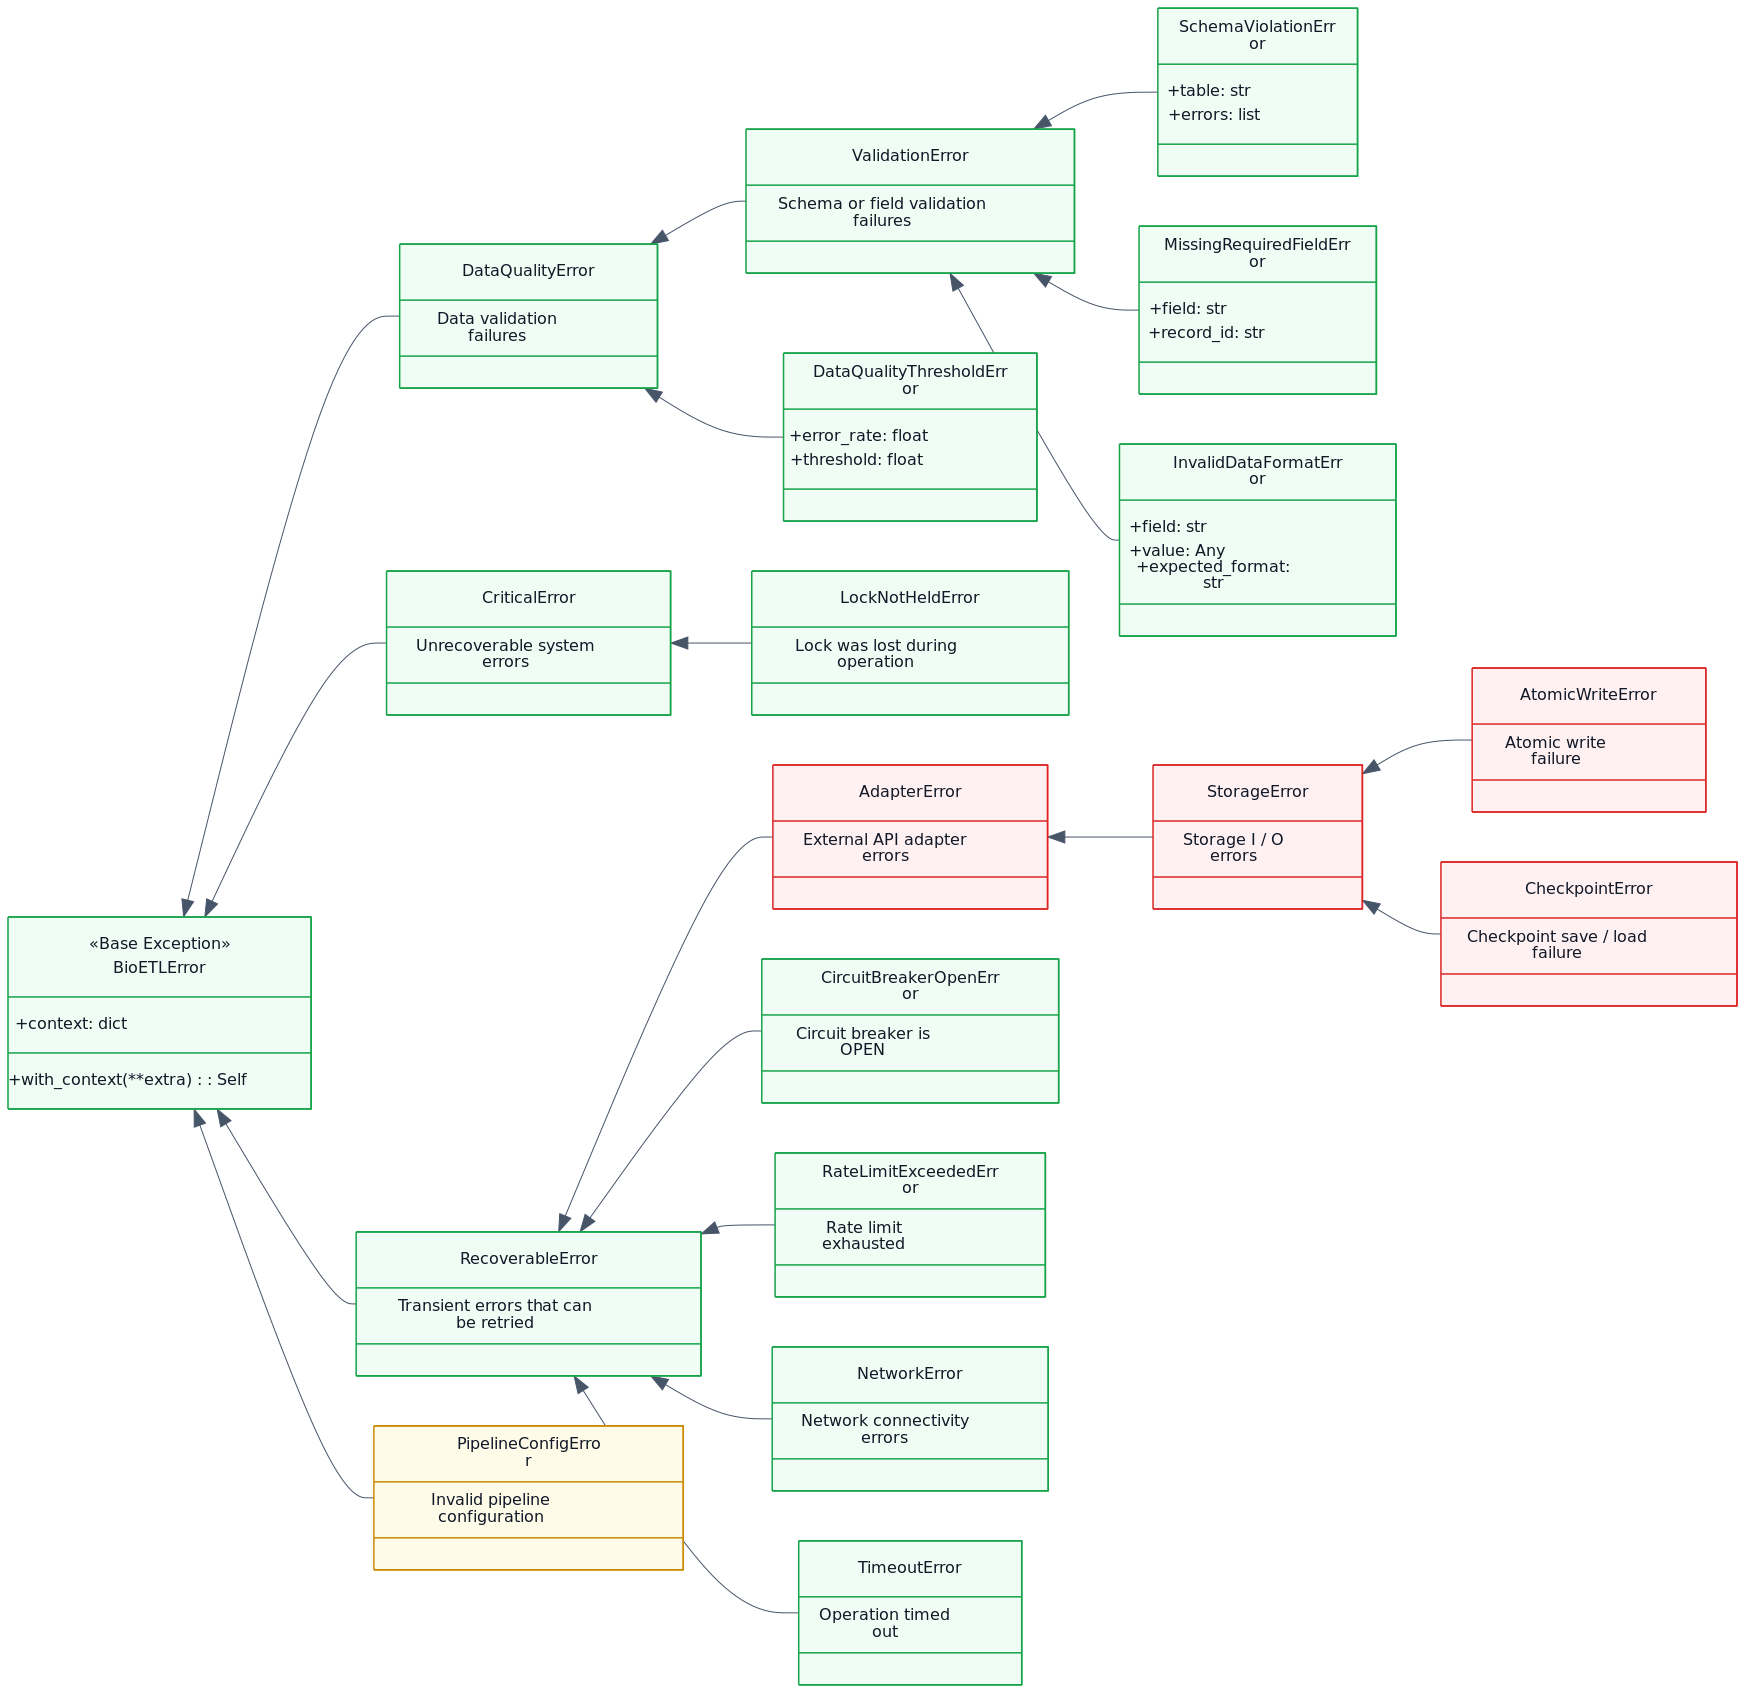 SchemaViolationErr
or
+table: str
+errors: list
ValidationError
Schema or field validation
failures
MissingRequiredFieldErr
or
+field: str
+record_id: str
DataQualityError
Data validation
failures
DataQualityThresholdErr
or
+error_rate: float
+threshold: float
InvalidDataFormatErr
or
+field: str
+value: Any
+expected_format:
str
CriticalError
Unrecoverable system
errors
LockNotHeldError
Lock was lost during
operation
AtomicWriteError
Atomic write
failure
AdapterError
External API adapter
errors
StorageError
Storage I / O
errors
CheckpointError
Checkpoint save / load
failure
«Base Exception»
BioETLError
+context: dict
+with_context(**extra) : : Self
CircuitBreakerOpenErr
or
Circuit breaker is
OPEN
RateLimitExceededErr
or
Rate limit
exhausted
RecoverableError
Transient errors that can
be retried
NetworkError
Network connectivity
errors
PipelineConfigErro
r
Invalid pipeline
configuration
TimeoutError
Operation timed
out